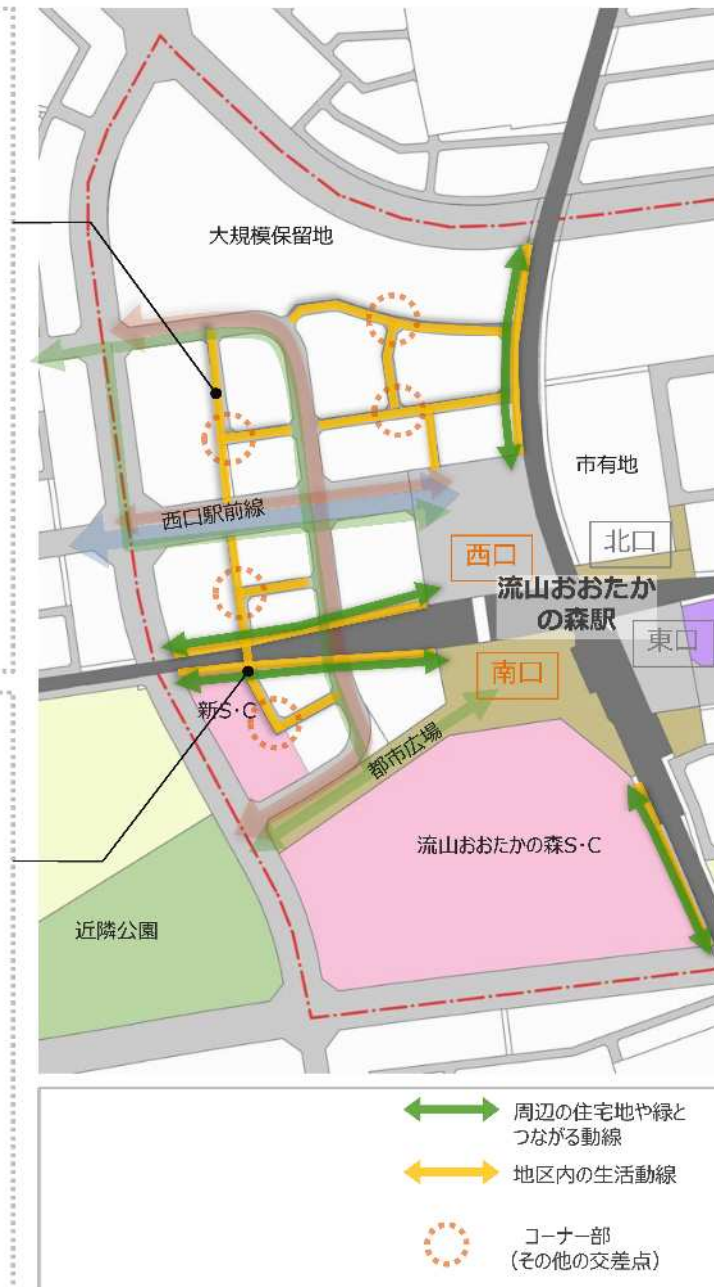 大規模保留地
市有地
西口駅前線
西口
北口
流山おおたか
の森駅
東口
南口
新S・C
都市広場
流山おおたかの森S・C
近隣公園
周辺の住宅地や緑と
つながる動線
地区内の生活動線
コーナー部
(その他の交差点)